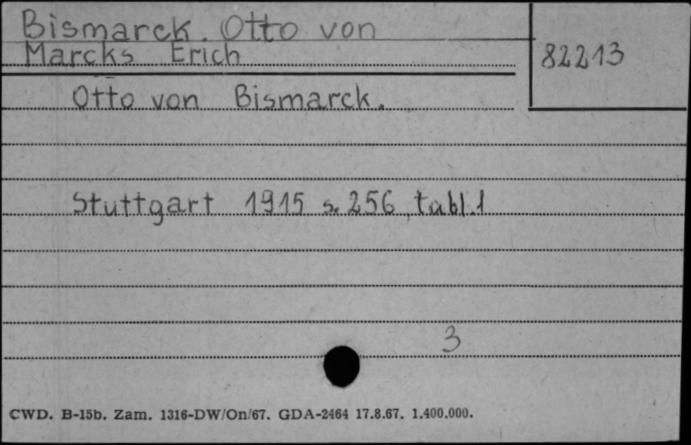 Bismarck. Otto von
Marcks Erich
82213
Otto von Bismarck.
Stuttgart 1915 s. 256, tabl. 1
3
CWD. B-15b. Zam. 1316-DW/On/67. GDA-2464 17.8.67. 1.400.000.